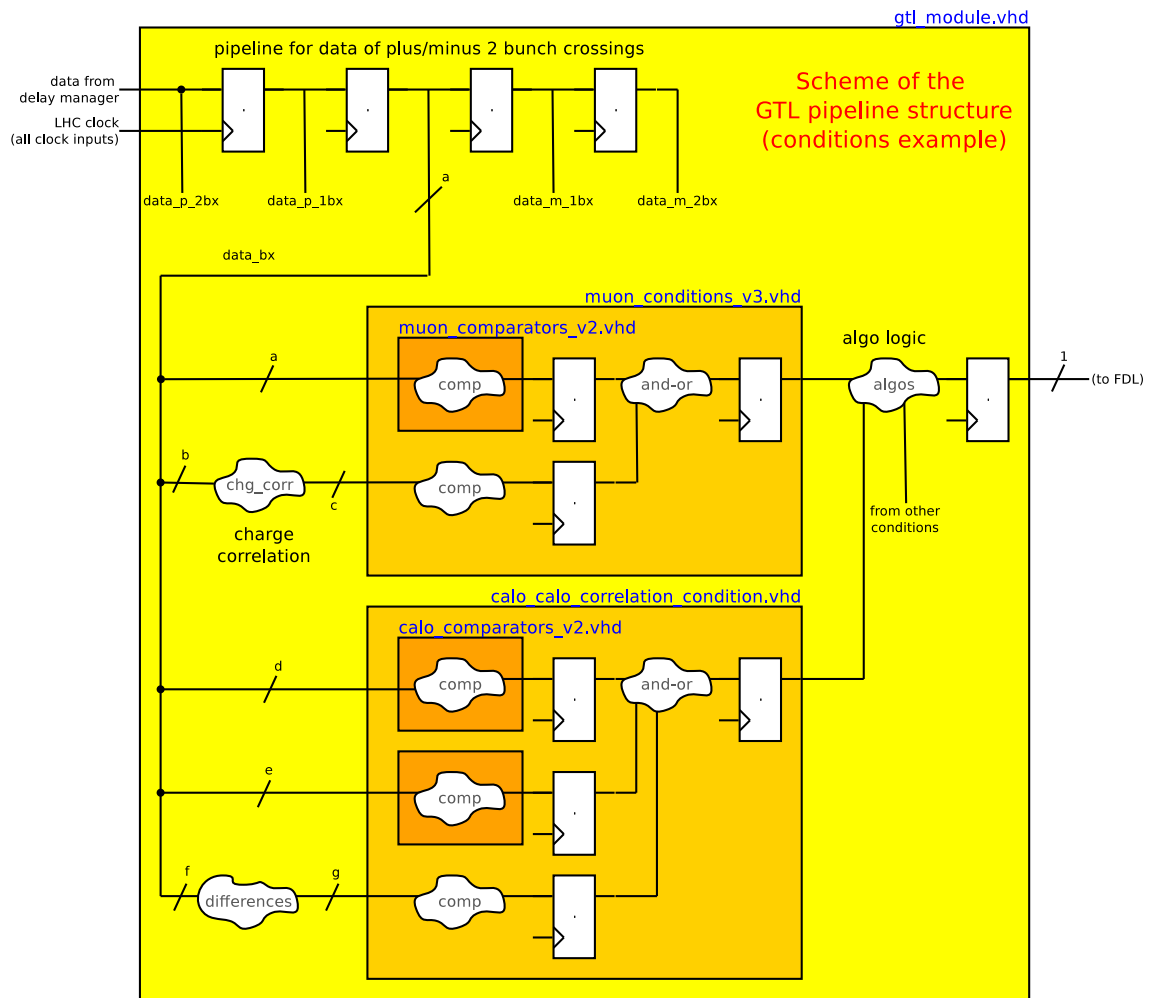 gtl_module.vhd
pipeline for data of plus/minus 2 bunch crossings
data from
delay manager
LHC clock
(all clock inputs)
Scheme of the
GTL pipeline structure
(conditions example)
a
data_p_2bx
data_p_1bx
data_m_1bx
data_m_2bx
data_bx
muon_conditions_v3.vhd
muon_comparators_v2.vhd
algo logic
a
comp
and-or
algos
1
(to FDL)
b
chg_corr
c
comp
charge
correlation
from other
conditions
calo_calo_correlation_condition.vhd
calo_comparators_v2.vhd
d
comp
and-or
e
comp
f
differences
g
comp